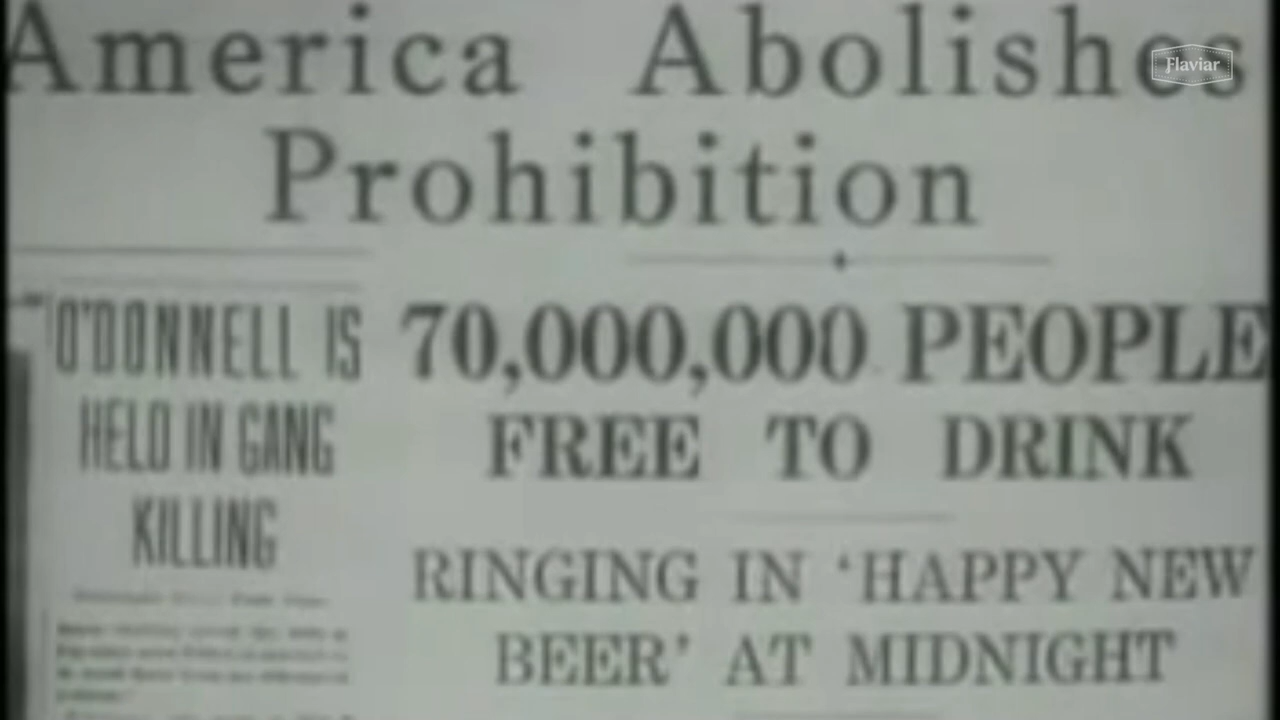 America Abolishes
Prohibition
Flaviar
O'DONNELL IS
HELD IN GANG
KILLING
70,000,000 PEOPLE
FREE TO DRINK
RINGING IN ‘HAPPY NEW
BEER’ AT MIDNIGHT